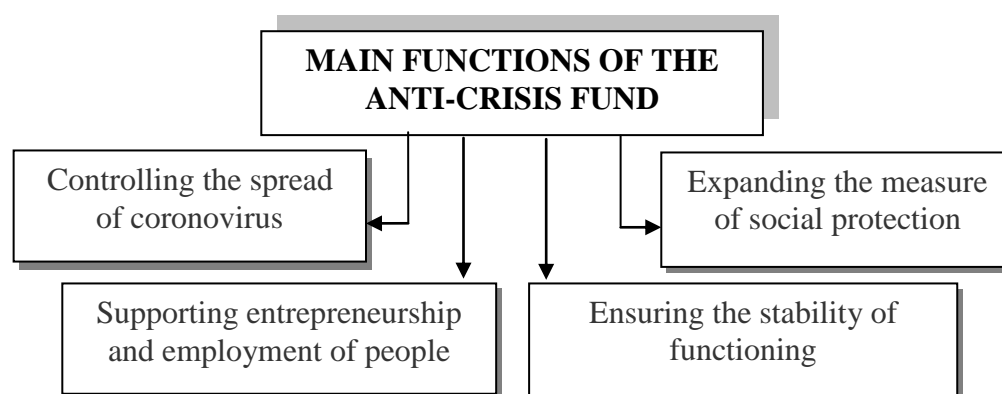 MAIN FUNCTIONS OF THE
ANTI-CRISIS FUND
Controlling the spread
of coronovirus
Expanding the measure
of social protection
Supporting entrepreneurship
and employment of people
Ensuring the stability of
functioning